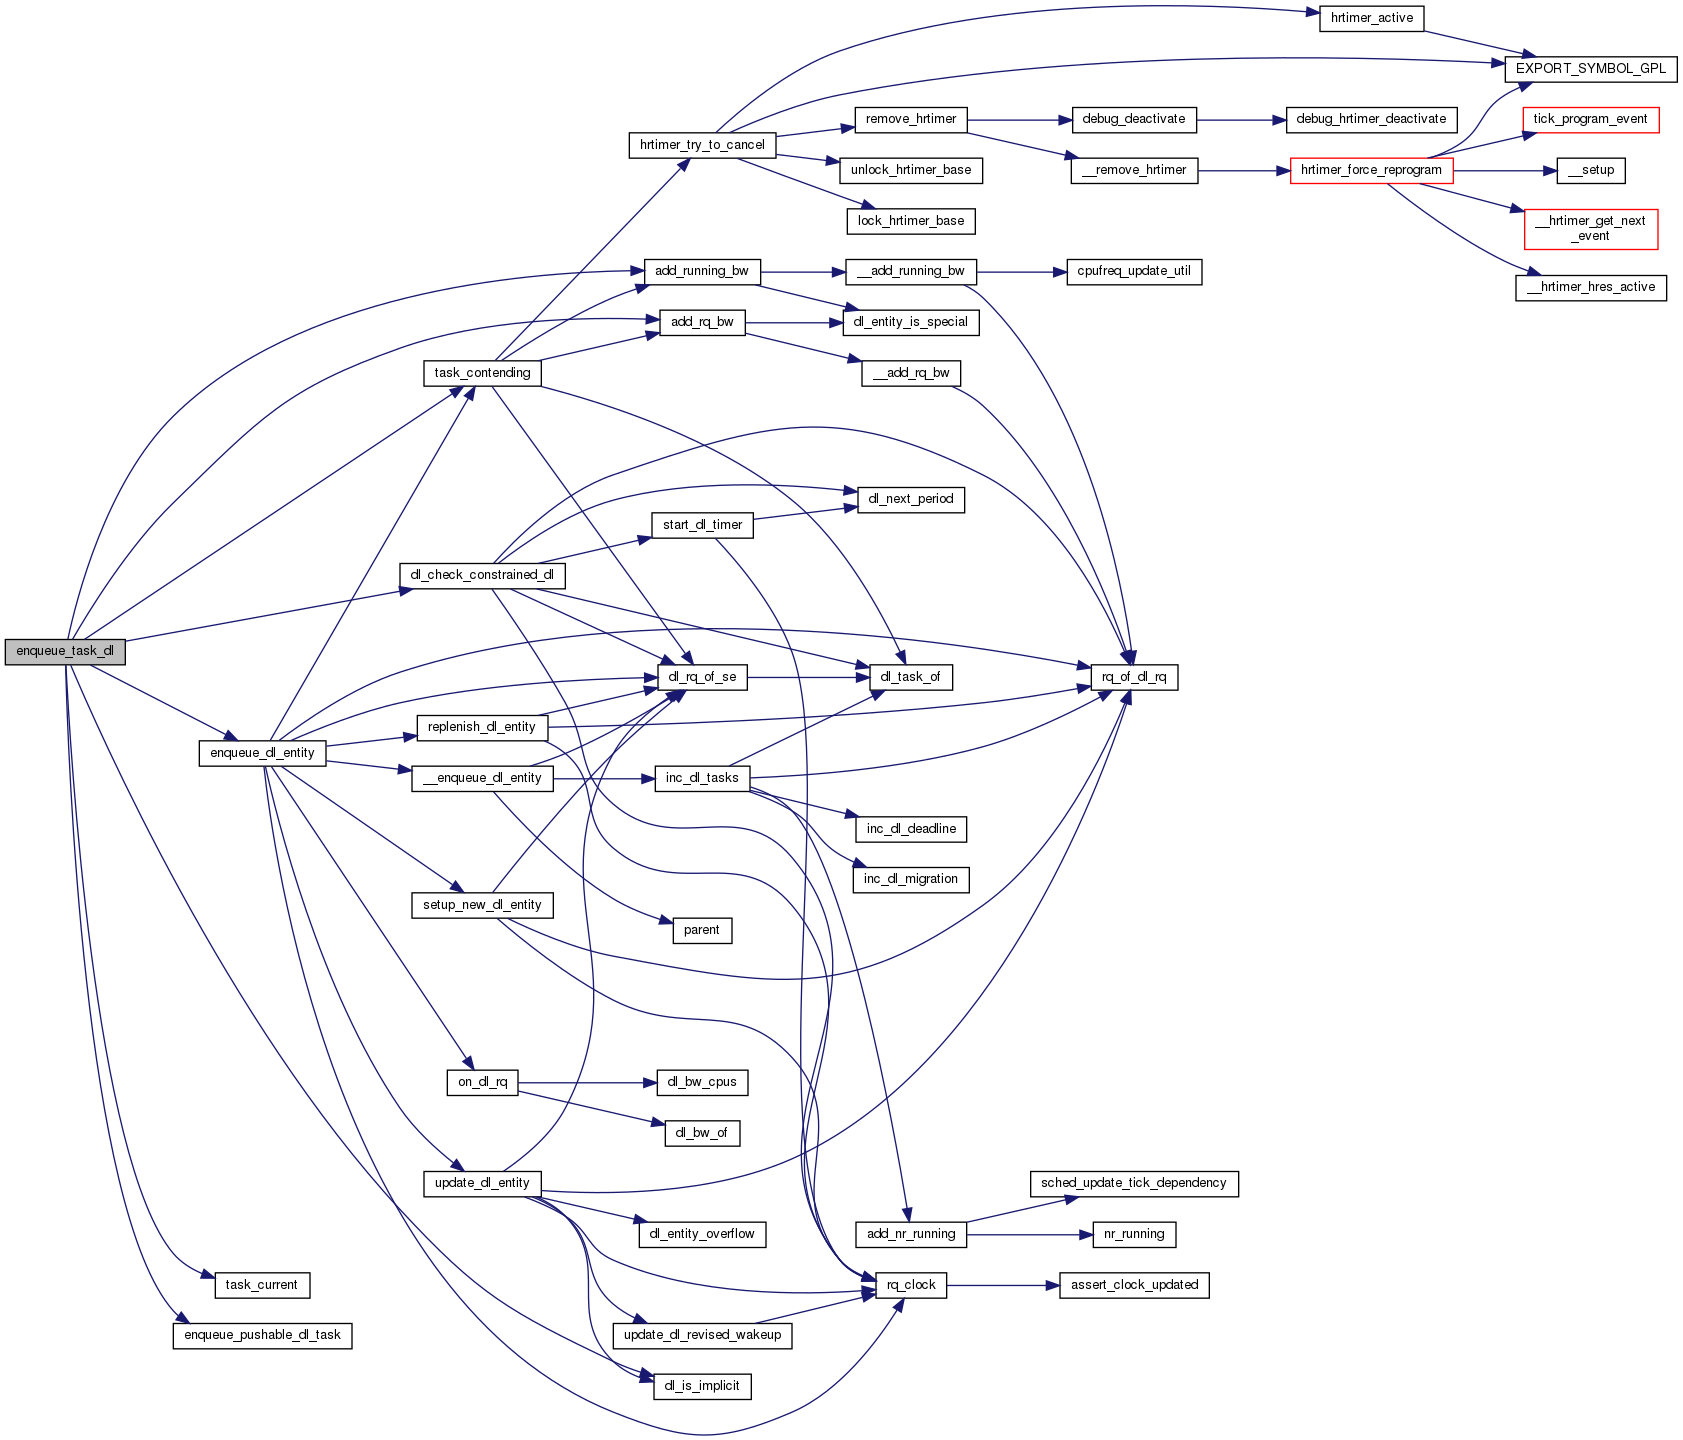 hrtimer_active
EXPORT_SYMBOL_GPL
remove_hrtimer
debug_deactivate
debug_hrtimer_deactivate
tick_program_event
hrtimer_try_to_cancel
unlock_hrtimer_base
__remove_hrtimer
hrtimer_force_reprogram
__setup
lock_hrtimer_base
__hrtimer_get_next
_event
add_running_bw
__add_running_bw
cpufreq_update_util
__hrtimer_hres_active
add_rq_bw
dl_entity_is_special
task_contending
__add_rq_bw
dl_next_period
start_dl_timer
dl_check_constrained_dl
enqueue_task_dl
dl_rq_of_se
dl_task_of
rq_of_dl_rq
replenish_dl_entity
enqueue_dl_entity
__enqueue_dl_entity
inc_dl_tasks
inc_dl_deadline
inc_dl_migration
setup_new_dl_entity
parent
on_dl_rq
dl_bw_cpus
dl_bw_of
update_dl_entity
sched_update_tick_dependency
dl_entity_overflow
add_nr_running
nr_running
task_current
rq_clock
assert_clock_updated
enqueue_pushable_dl_task
update_dl_revised_wakeup
dl_is_implicit